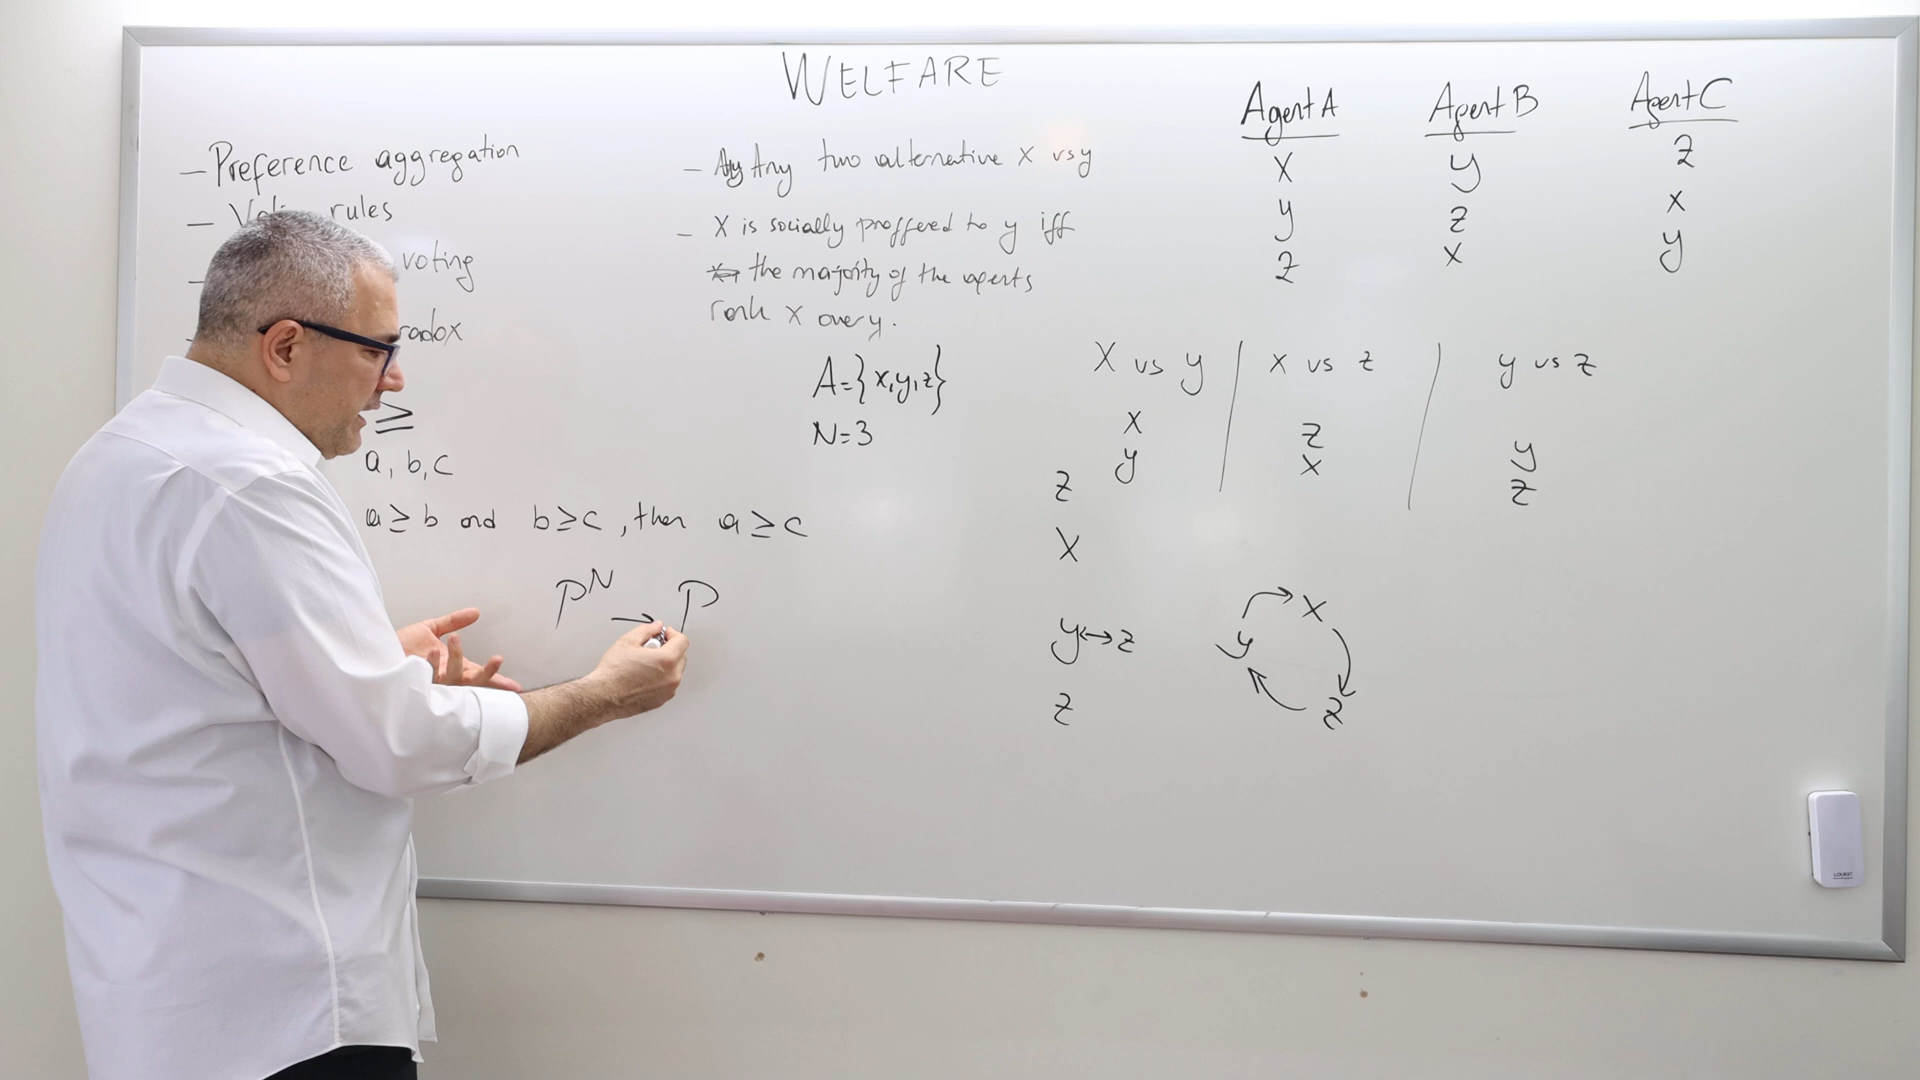 WELFARE
- Preference aggregation
- rules
voting
radox
≥
a, b, c
a ≥ b and b ≥ c, then a ≥ c
P^N → P
- Any two alternative x vs y
- X is socially proffered to y iff
the majority of the agents
rank x over y.
A={x,y,z}
N=3
Agent A Agent B Agent C
x y z
y z x
z x y
X vs y | x vs z | y vs z
x z y
y x z
z
X
y↔z
z
x
y
z